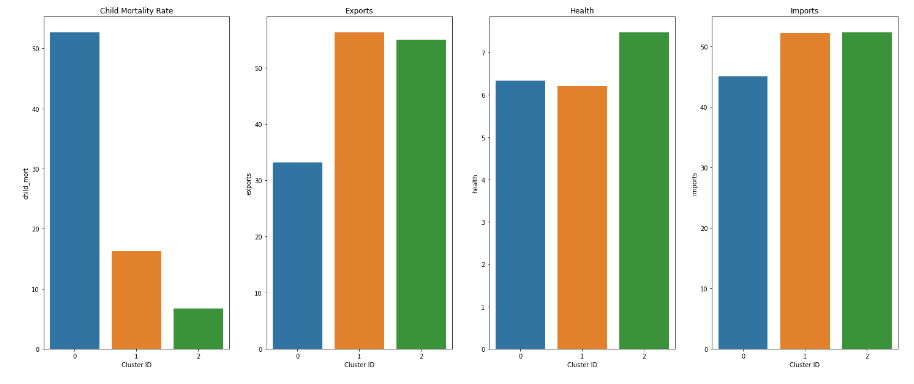 Child Mortality Rate
50
40
30
20
10
0
child_mort
0 1 2
Cluster ID
Exports
50
40
30
20
10
0
exports
0 1 2
Cluster ID
Health
7
6
5
4
3
2
1
0
health
0 1 2
Cluster ID
Imports
50
40
30
20
10
0
imports
0 1 2
Cluster ID